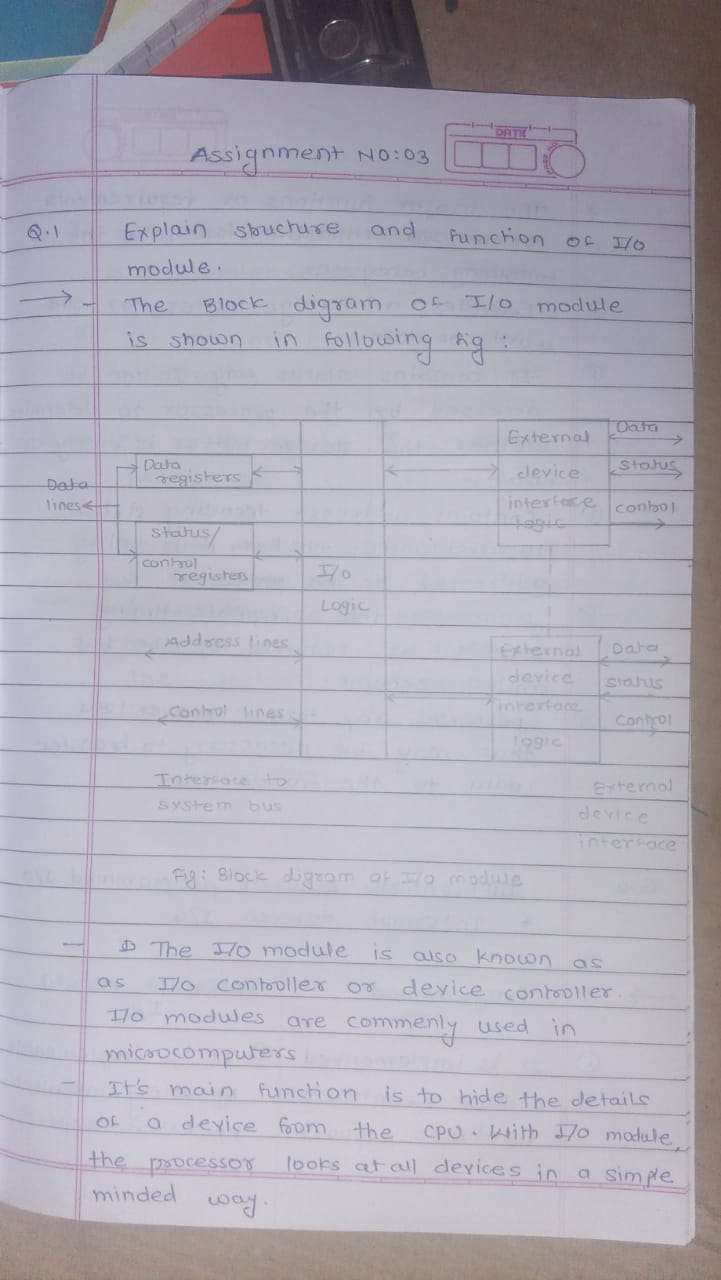 DATE
Assignment NO:03
Q.1 Explain stucture and function of I/O
module.
→ - The Block digram of I/o module
is shown in following fig :
Data
lines
Data
registers
status/
control
registers
Address lines
Control lines
I/o
Logic
External
device
interface
logic
Data
status
control
External
device
interface
logic
Data
status
control
Interface to
system bus
External
device
interface
Fig: Block digram of I/o module
- ① The I/o module is also known as
as I/o controller or device controller.
I/o modules are commenly used in
microcomputers
- It's main function is to hide the details
of a device from the CPU. With I/o module,
the processor looks at all devices in a simple
minded way.